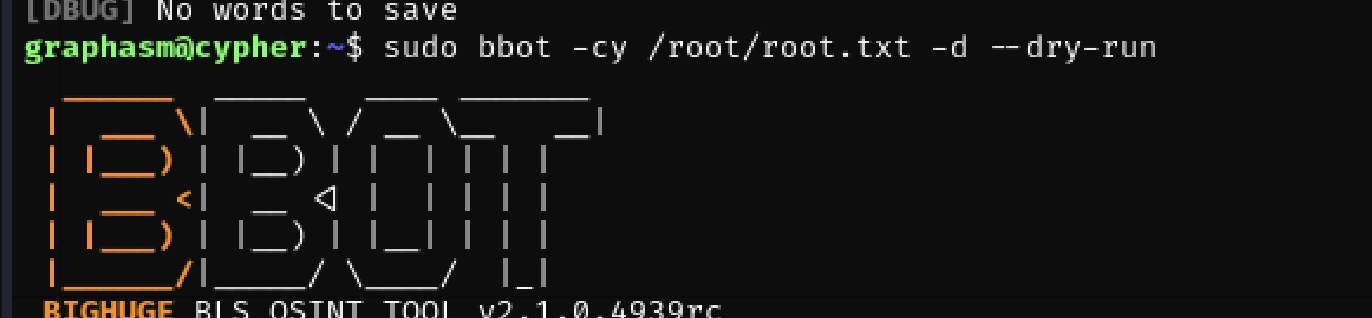 [DBUG] No words to save
graphasm@cypher:~$ sudo bbot -cy /root/root.txt -d --dry-run
BBOT
BIGHUGE BLS OSINT TOOL v2.1.0.4939rc